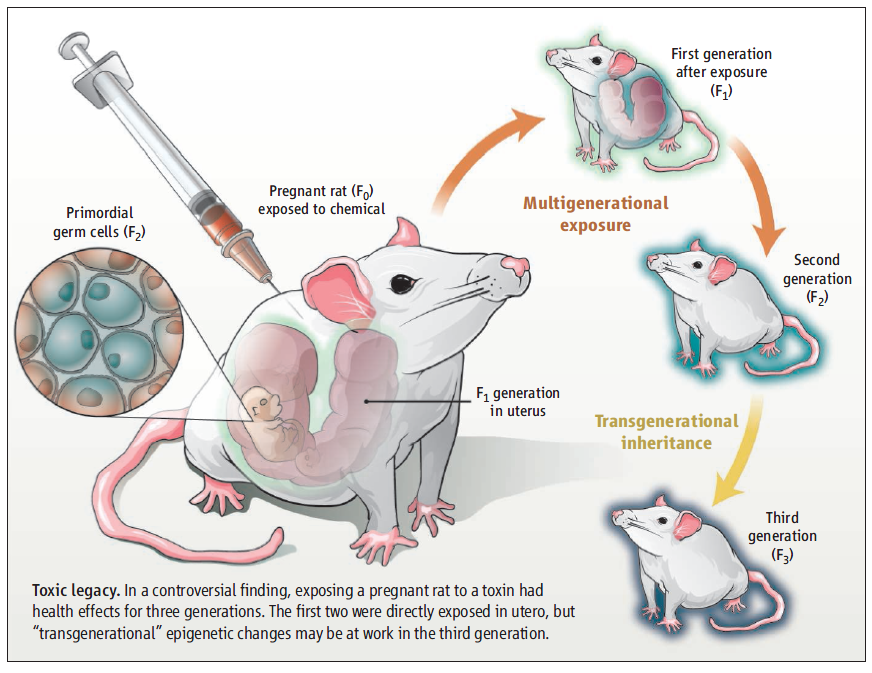 First generation
after exposure
(F₁)
Pregnant rat (F₀)
exposed to chemical
Primordial
germ cells (F₂)
Multigenerational
exposure
Second
generation
(F₂)
F₁ generation
in uterus
Transgenerational
inheritance
Third
generation
(F₃)
Toxic legacy. In a controversial finding, exposing a pregnant rat to a toxin had
health effects for three generations. The first two were directly exposed in utero, but
“transgenerational” epigenetic changes may be at work in the third generation.